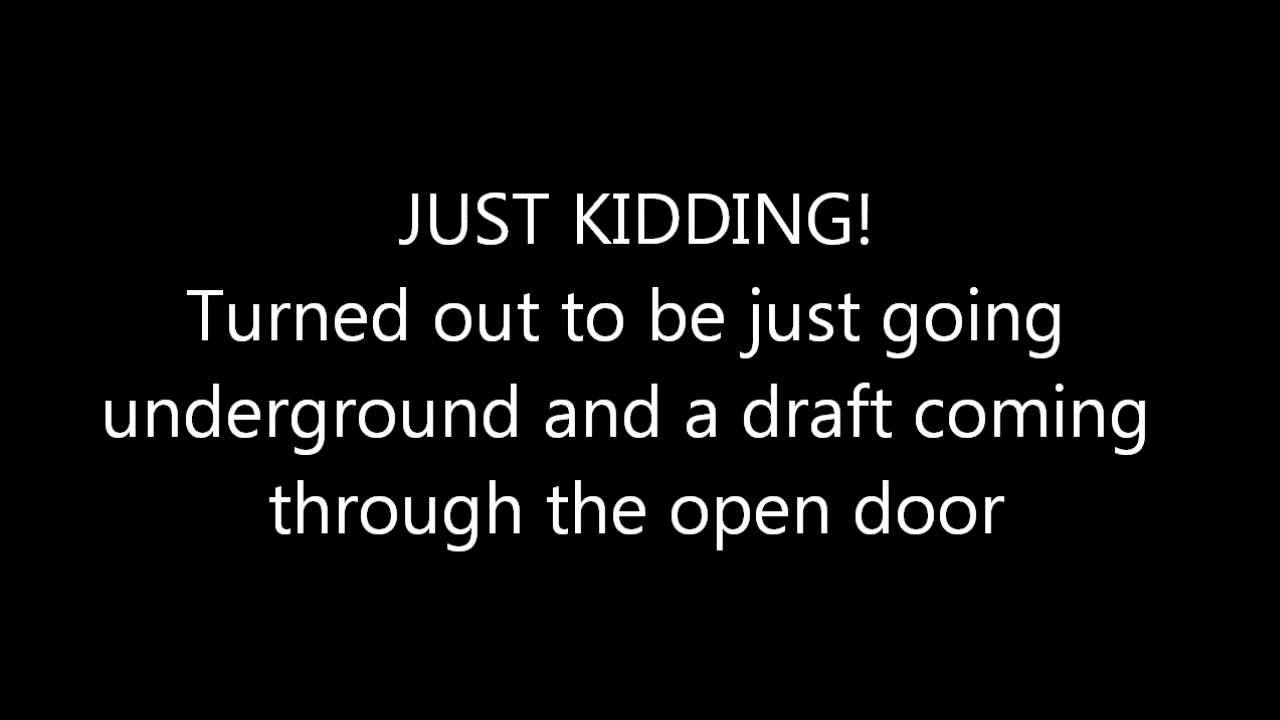 JUST KIDDING!
Turned out to be just going
underground and a draft coming
through the open door